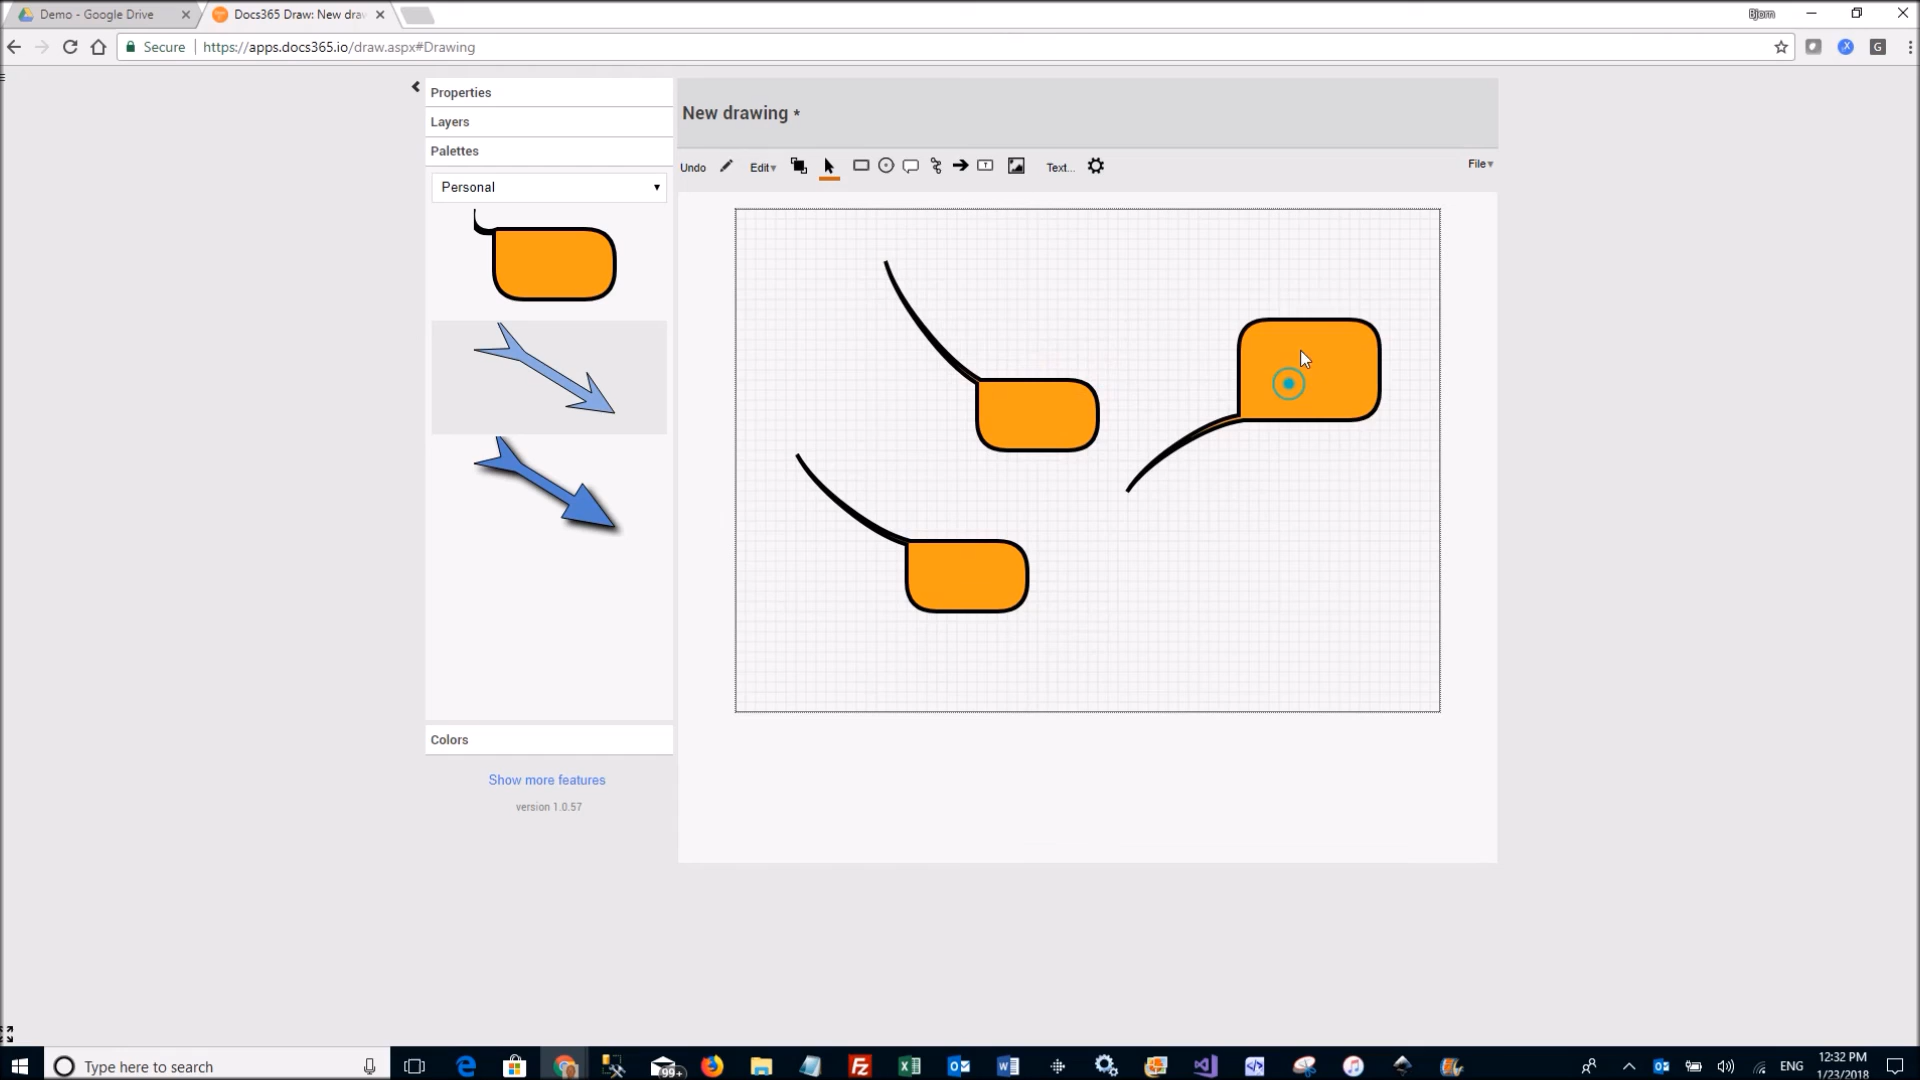 Demo - Google Drive
Docs365 Draw: New dra
Bjorn
Secure
https://apps.docs365.io/draw.aspx#Drawing
G
Properties
Layers
Palettes
Personal
Colors
Show more features
version 1.0.57
New drawing *
Undo
Edit
Text...
File
Type here to search
99+
ENG
12:32 PM
1/23/2018